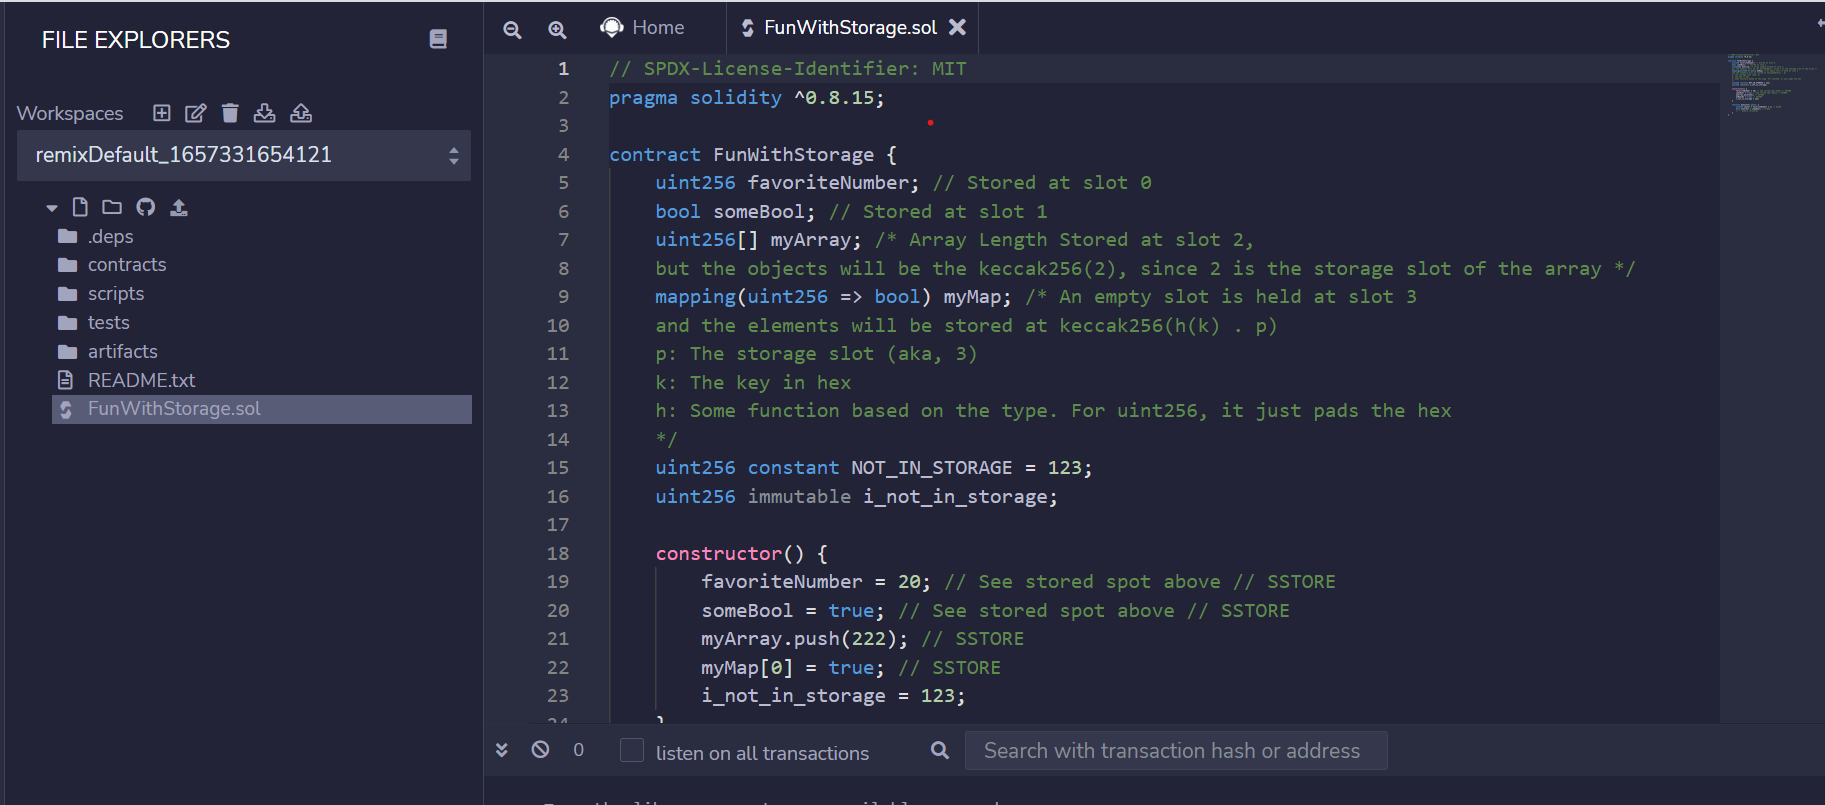 FILE EXPLORERS
Workspaces
remixDefault_1657331654121
.deps
contracts
scripts
tests
artifacts
README.txt
FunWithStorage.sol
Home
FunWithStorage.sol
1 // SPDX-License-Identifier: MIT
2 pragma solidity ^0.8.15;
3
4 contract FunWithStorage {
5 uint256 favoriteNumber; // Stored at slot 0
6 bool someBool; // Stored at slot 1
7 uint256[] myArray; /* Array Length Stored at slot 2,
8 but the objects will be the keccak256(2), since 2 is the storage slot of the array */
9 mapping(uint256 => bool) myMap; /* An empty slot is held at slot 3
10 and the elements will be stored at keccak256(h(k) . p)
11 p: The storage slot (aka, 3)
12 k: The key in hex
13 h: Some function based on the type. For uint256, it just pads the hex
14 */
15 uint256 constant NOT_IN_STORAGE = 123;
16 uint256 immutable i_not_in_storage;
17
18 constructor() {
19 favoriteNumber = 20; // See stored spot above // SSTORE
20 someBool = true; // See stored spot above // SSTORE
21 myArray.push(222); // SSTORE
22 myMap[0] = true; // SSTORE
23 i_not_in_storage = 123;
24 }
0
listen on all transactions
Search with transaction hash or address